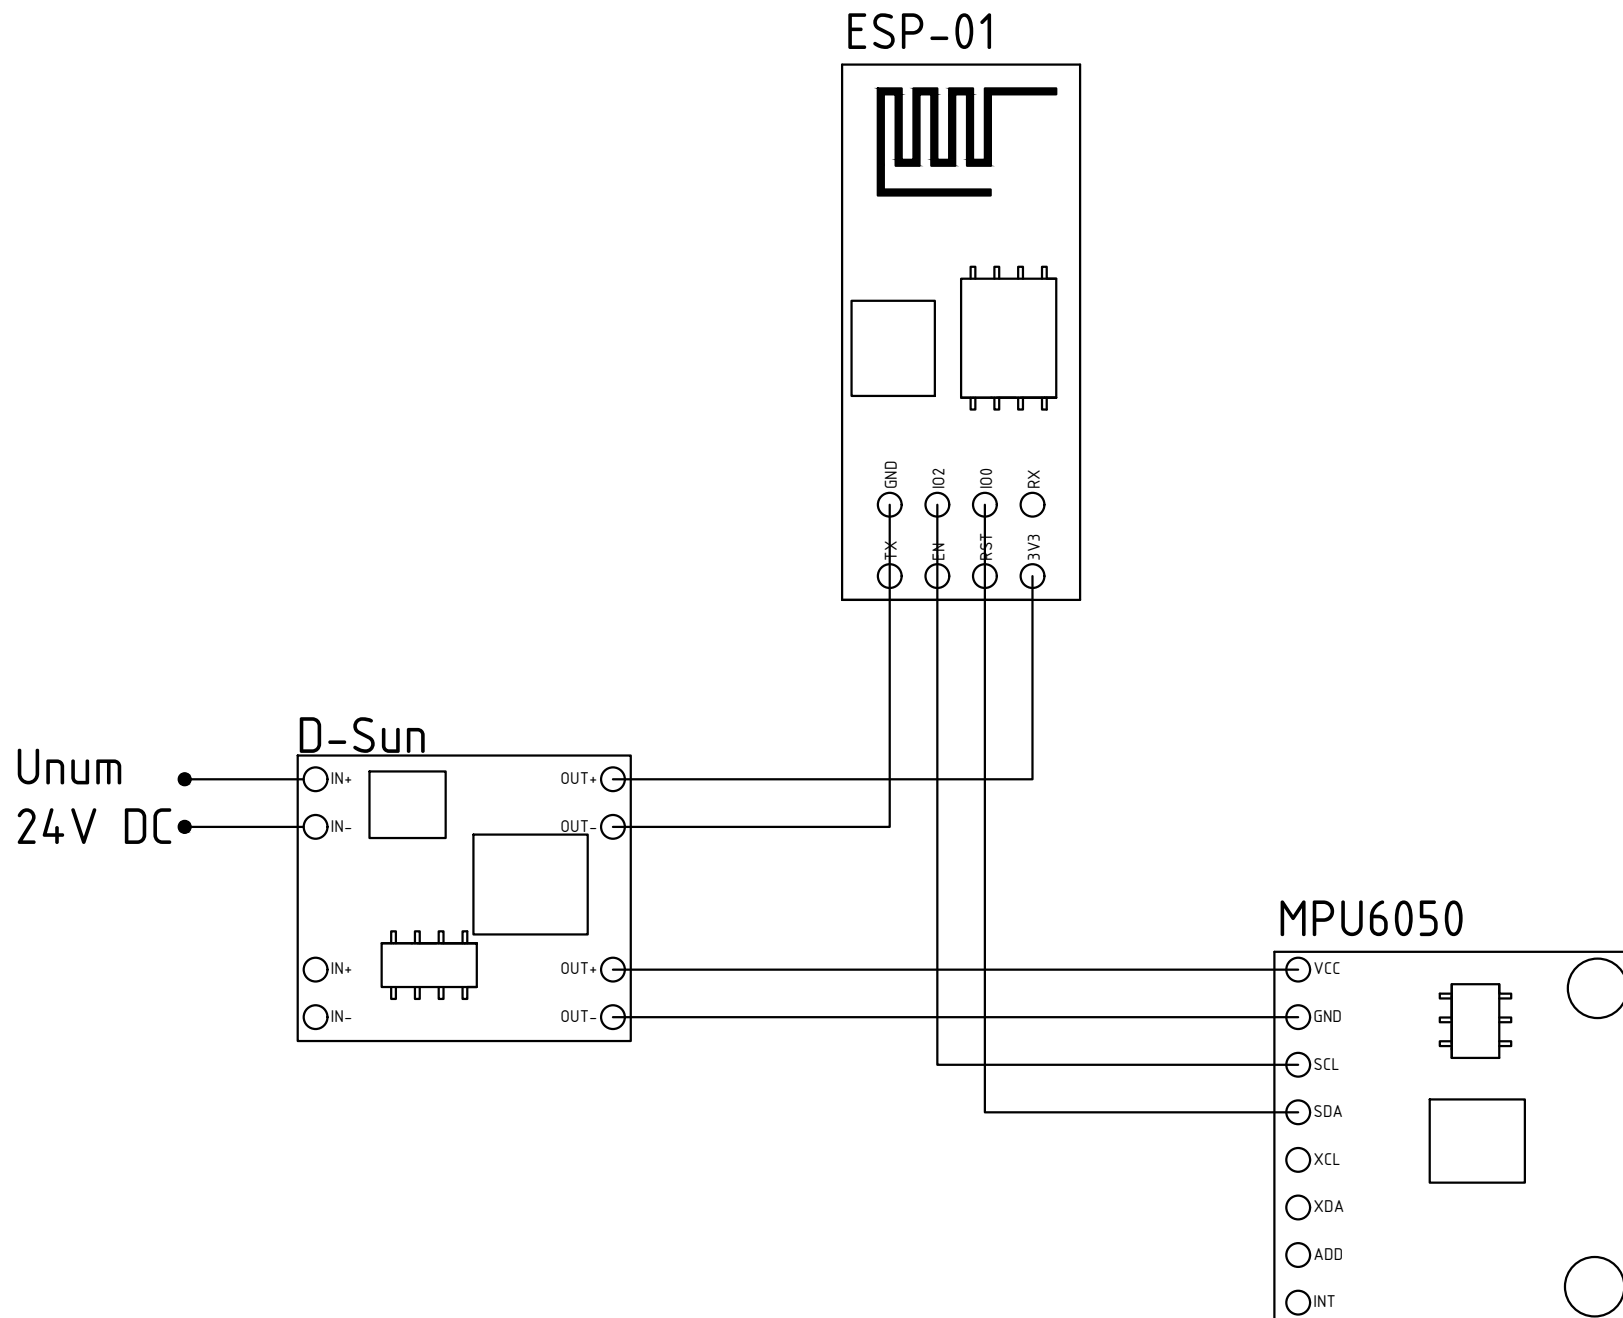 ESP-01
GND
IO2
IO0
RX
TX
EN
RST
3V3
D-Sun
Unum
24V DC
IN+
OUT+
IN-
OUT-
IN+
OUT+
IN-
OUT-
MPU6050
VCC
GND
SCL
SDA
XCL
XDA
ADD
INT